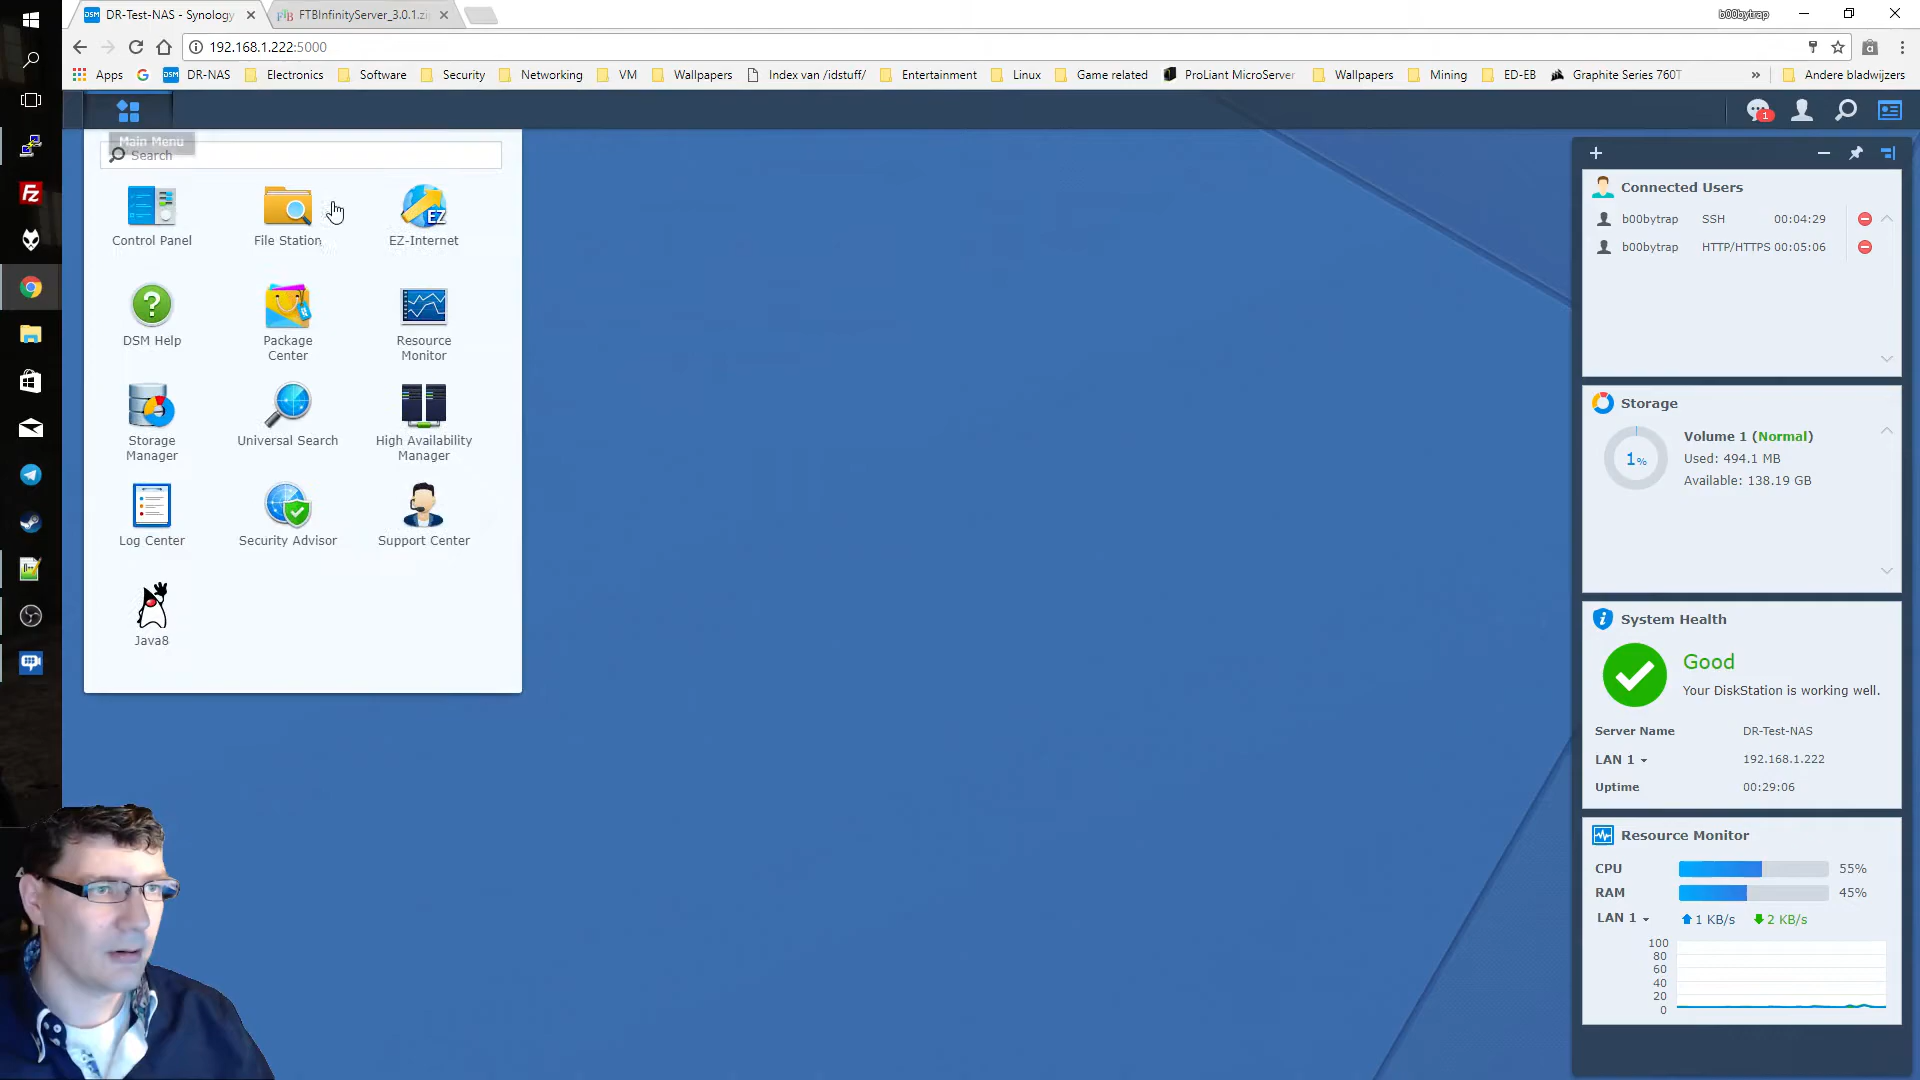 DR-Test-NAS - Synology
FTBInfinityServer_3.0.1.zi
b00bytrap
192.168.1.222:5000
Apps
DSM DR-NAS
Electronics
Software
Security
Networking
VM
Wallpapers
Index van /idstuff/
Entertainment
Linux
Game related
ProLiant MicroServer
Wallpapers
Mining
ED-EB
Graphite Series 760T
»
Andere bladwijzers
1
Main Menu
Search
Control Panel
File Station
EZ
EZ-Internet
DSM Help
Package
Center
Resource
Monitor
Storage
Manager
Universal Search
High Availability
Manager
Log Center
Security Advisor
Support Center
Java8
Connected Users
b00bytrap SSH 00:04:29
b00bytrap HTTP/HTTPS 00:05:06
Storage
1%
Volume 1 (Normal)
Used: 494.1 MB
Available: 138.19 GB
System Health
Good
Your DiskStation is working well.
Server Name DR-Test-NAS
LAN 1 192.168.1.222
Uptime 00:29:06
Resource Monitor
CPU 55%
RAM 45%
LAN 1 1 KB/s 2 KB/s
100
80
60
40
20
0